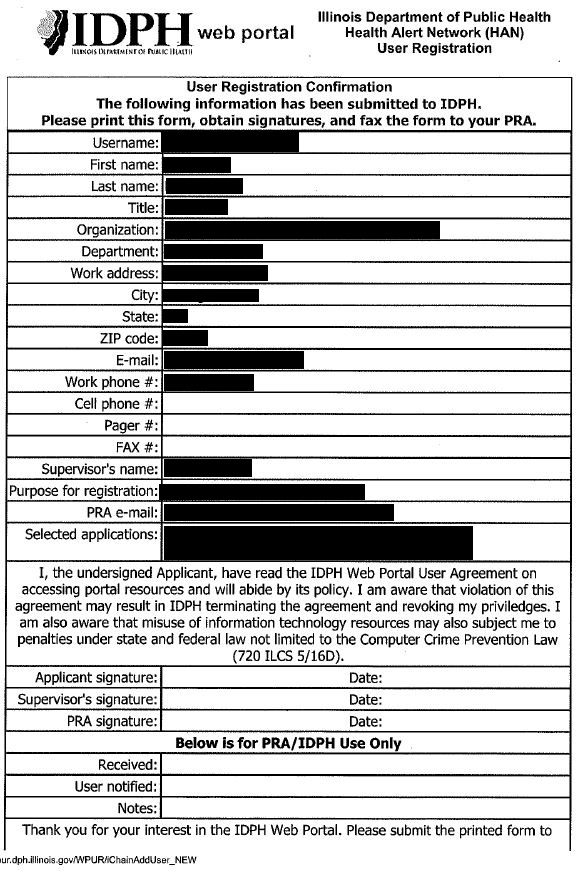 IDPH web portal
ILLINOIS DEPARTMENT OF PUBLIC HEALTH
Illinois Department of Public Health
Health Alert Network (HAN)
User Registration
User Registration Confirmation
The following information has been submitted to IDPH.
Please print this form, obtain signatures, and fax the form to your PRA.
Username:
First name:
Last name:
Title:
Organization:
Department:
Work address:
City:
State:
ZIP code:
E-mail:
Work phone #:
Cell phone #:
Pager #:
FAX #:
Supervisor's name:
Purpose for registration:
PRA e-mail:
Selected applications:
I, the undersigned Applicant, have read the IDPH Web Portal User Agreement on
accessing portal resources and will abide by its policy. I am aware that violation of this
agreement may result in IDPH terminating the agreement and revoking my priviledges. I
am also aware that misuse of information technology resources may also subject me to
penalties under state and federal law not limited to the Computer Crime Prevention Law
(720 ILCS 5/16D).
Applicant signature: Date:
Supervisor's signature: Date:
PRA signature: Date:
Below is for PRA/IDPH Use Only
Received:
User notified:
Notes:
Thank you for your interest in the IDPH Web Portal. Please submit the printed form to
ur.dph.illinois.gov/WPUR/iChainAddUser_NEW